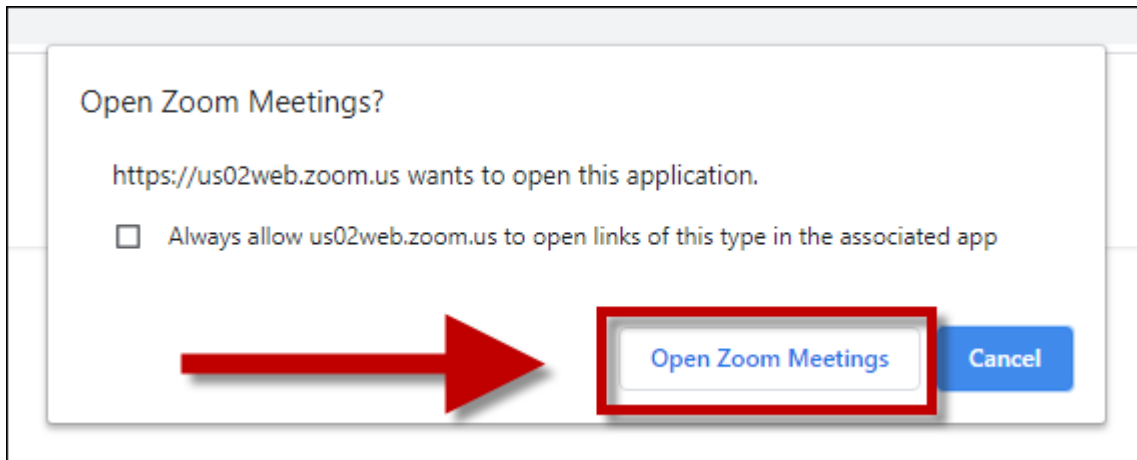 Open Zoom Meetings?
https://us02web.zoom.us wants to open this application.
Always allow us02web.zoom.us to open links of this type in the associated app
Open Zoom Meetings
Cancel